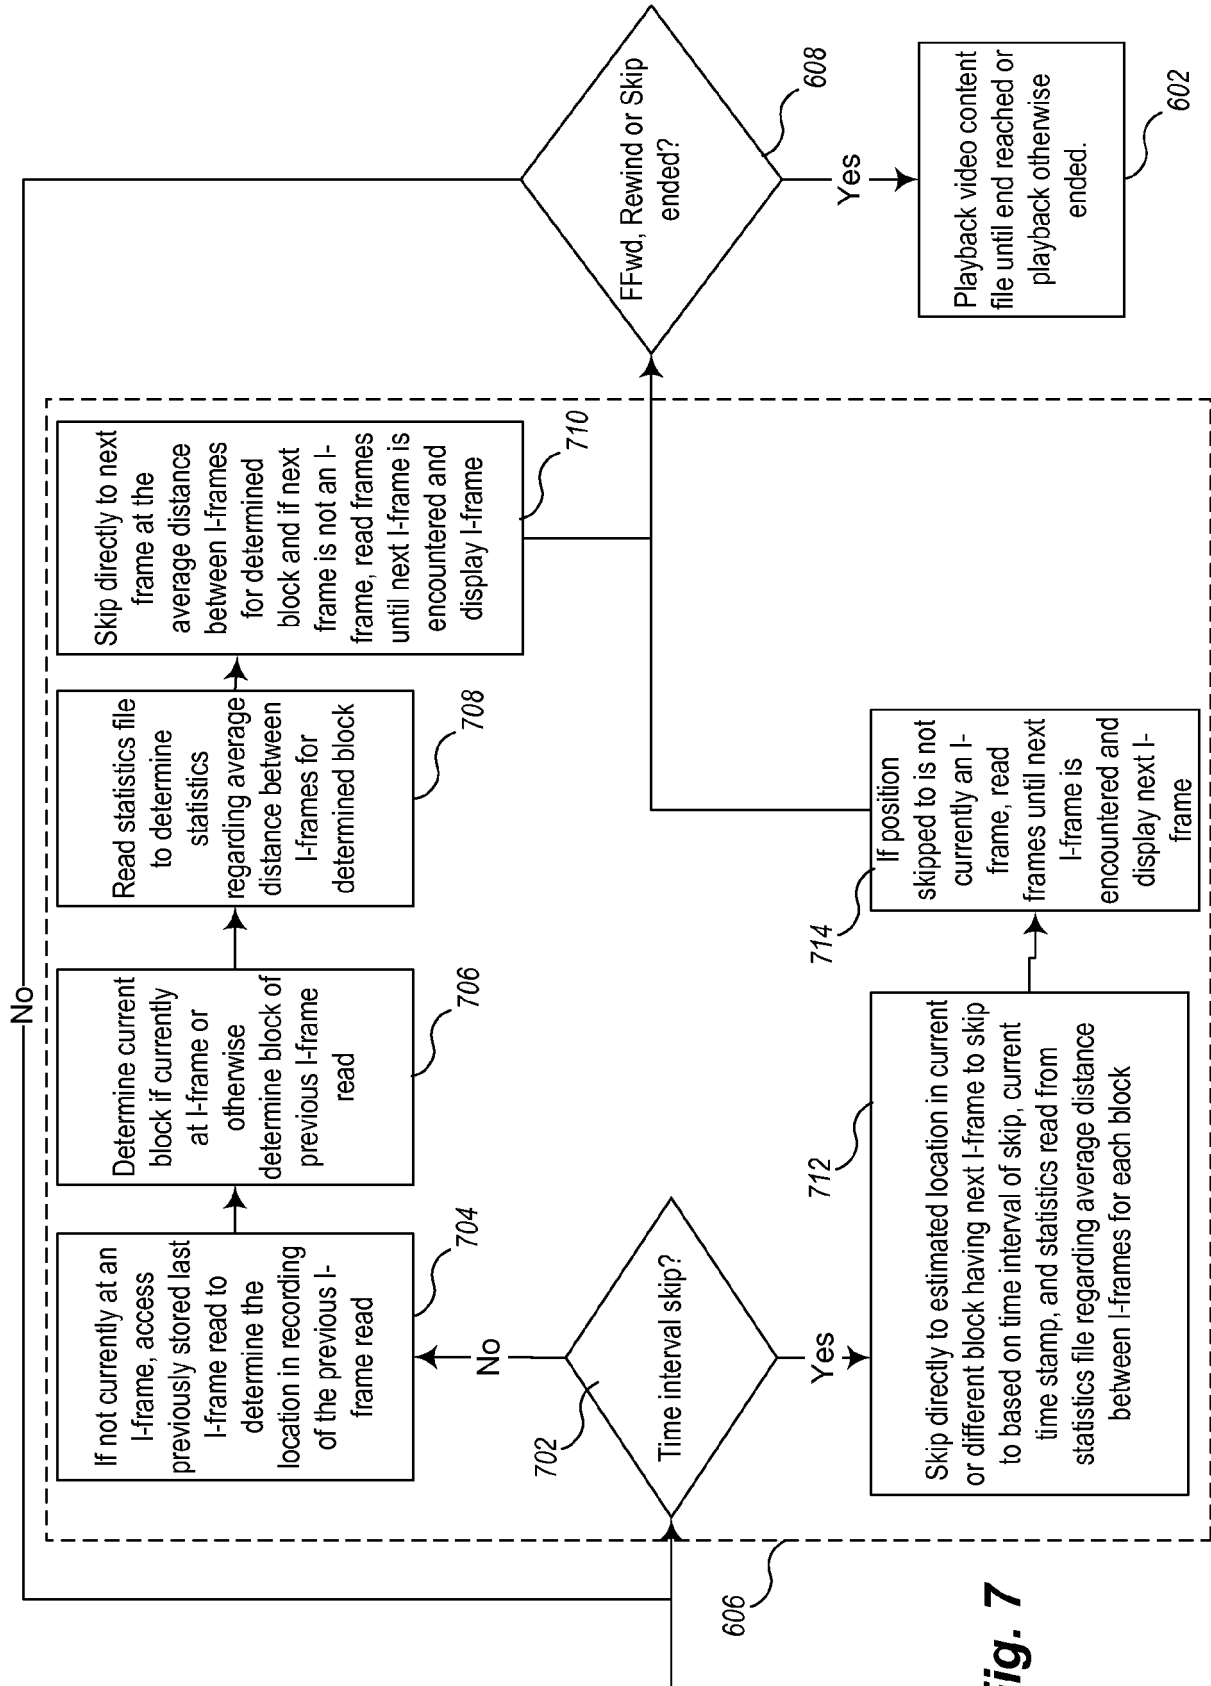 If not currently at an
I-frame, access
previously stored last
I-frame read to
determine the
location in recording
of the previous I-
frame read
704
Determine current
block if currently
at I-frame or
otherwise
determine block of
previous I-frame
read
706
Read statistics file
to determine
statistics
regarding average
distance between
I-frames for
determined block
708
Skip directly to next
frame at the
average distance
between I-frames
for determined
block and if next
frame is not an I-
frame, read frames
until next I-frame is
encountered and
display I-frame
710
No
No
702
Time interval skip?
Yes
712
Skip directly to estimated location in current
or different block having next I-frame to skip
to based on time interval of skip, current
time stamp, and statistics read from
statistics file regarding average distance
between I-frames for each block
714
If position
skipped to is not
currently an I-
frame, read
frames until next
I-frame is
encountered and
display next I-
frame
FFwd, Rewind or Skip
ended?
608
Yes
Playback video content
file until end reached or
playback otherwise
ended.
602
606
Fig. 7